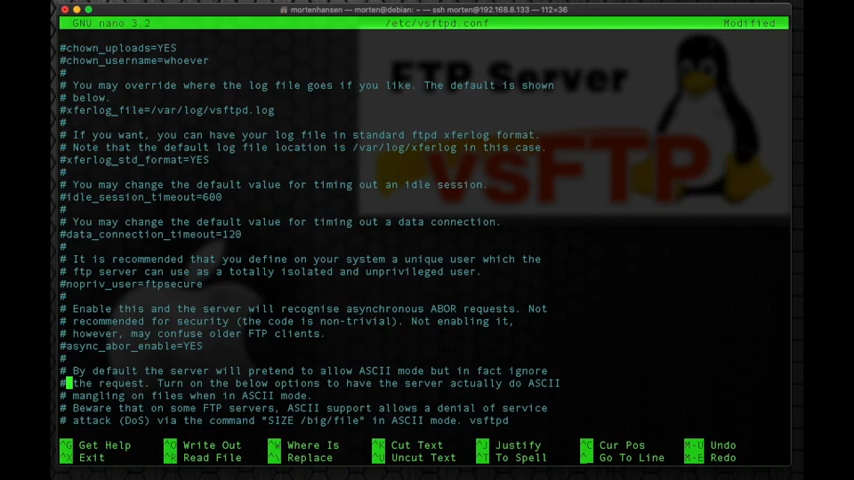 mortenhansen — morten@debian: ~ — ssh morten@192.168.8.133 — 112×36
GNU nano 3.2 /etc/vsftpd.conf Modified
#chown_uploads=YES
#chown_username=whoever
#
# You may override where the log file goes if you like. The default is shown
# below.
#xferlog_file=/var/log/vsftpd.log
#
# If you want, you can have your log file in standard ftpd xferlog format.
# Note that the default log file location is /var/log/xferlog in this case.
#xferlog_std_format=YES
#
# You may change the default value for timing out an idle session.
#idle_session_timeout=600
#
# You may change the default value for timing out a data connection.
#data_connection_timeout=120
#
# It is recommended that you define on your system a unique user which the
# ftp server can use as a totally isolated and unprivileged user.
#nopriv_user=ftpsecure
#
# Enable this and the server will recognise asynchronous ABOR requests. Not
# recommended for security (the code is non-trivial). Not enabling it,
# however, may confuse older FTP clients.
#async_abor_enable=YES
#
# By default the server will pretend to allow ASCII mode but in fact ignore
# the request. Turn on the below options to have the server actually do ASCII
# mangling on files when in ASCII mode.
# Beware that on some FTP servers, ASCII support allows a denial of service
# attack (DoS) via the command "SIZE /big/file" in ASCII mode. vsftpd
^G Get Help ^O Write Out ^W Where Is ^K Cut Text ^J Justify ^C Cur Pos M-U Undo
^X Exit ^R Read File ^\ Replace ^U Uncut Text ^T To Spell ^_ Go To Line M-E Redo
FTP Server
vsFTP